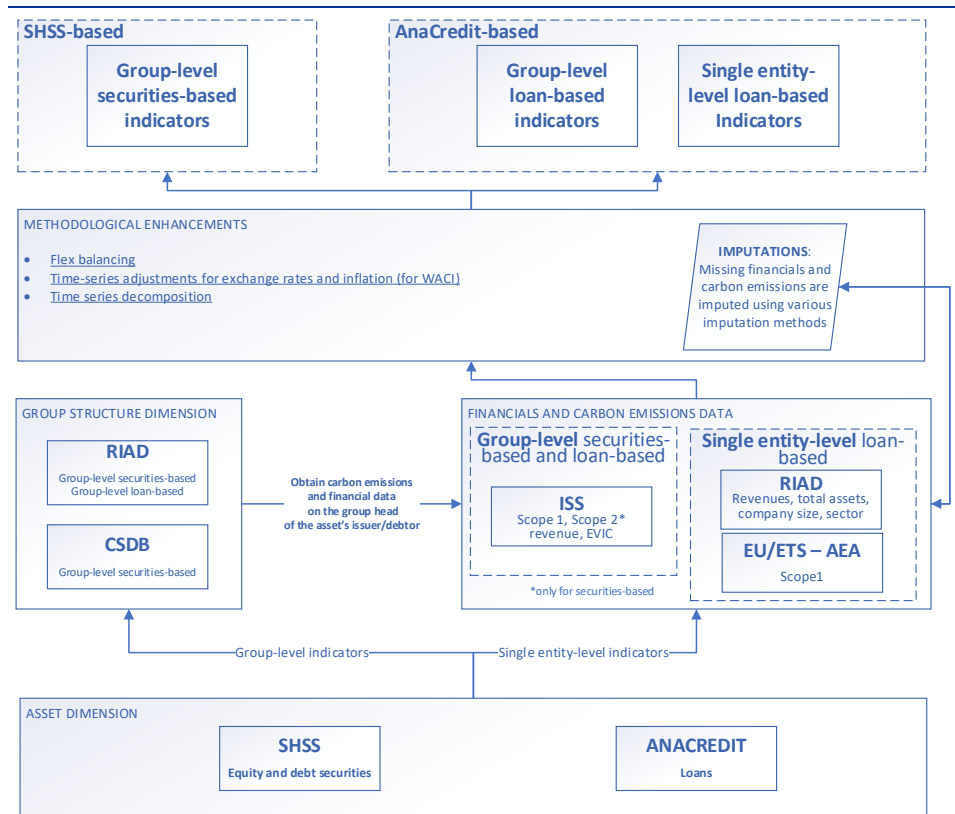 SHSS-based
Group-level
securities-based
indicators
AnaCredit-based
Group-level
loan-based
indicators
Single entity-
level loan-based
Indicators
METHODOLOGICAL ENHANCEMENTS
• Flex balancing
• Time-series adjustments for exchange rates and inflation (for WACI)
• Time series decomposition
IMPUTATIONS:
Missing financials and
carbon emissions are
imputed using various
imputation methods
GROUP STRUCTURE DIMENSION
RIAD
Group-level securities-based
Group-level loan-based
CSDB
Group-level securities-based
Obtain carbon emissions
and financial data
on the group head
of the asset's issuer/debtor
FINANCIALS AND CARBON EMISSIONS DATA
Group-level securities-
based and loan-based
ISS
Scope 1, Scope 2*
revenue, EVIC
*only for securities-based
Single entity-level loan-
based
RIAD
Revenues, total assets,
company size, sector
EU/ETS – AEA
Scope1
Group-level indicators
Single entity-level indicators
ASSET DIMENSION
SHSS
Equity and debt securities
ANACREDIT
Loans